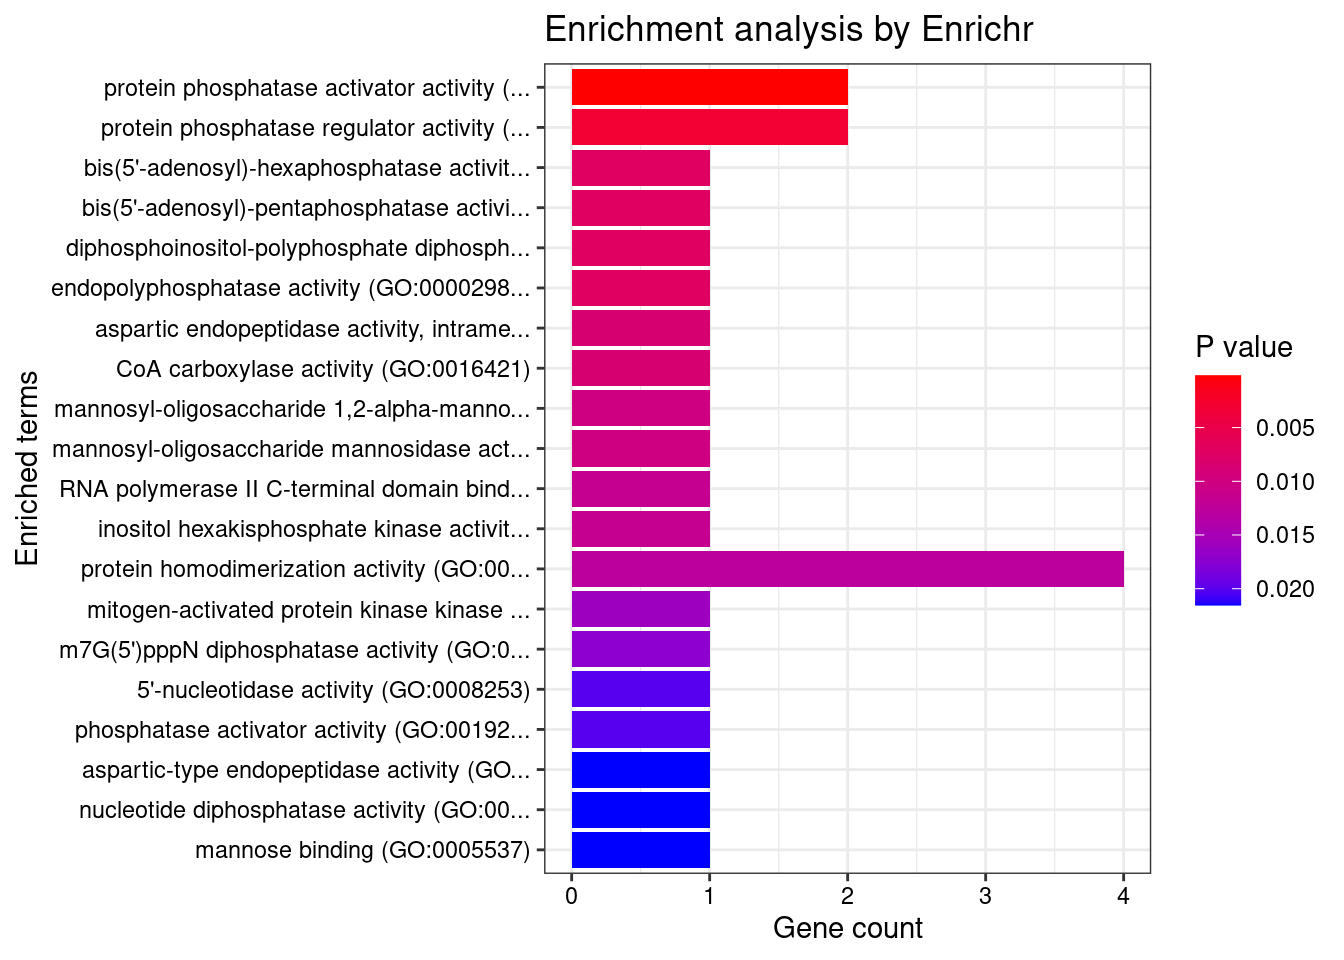 Enrichment analysis by Enrichr
protein phosphatase activator activity (...
protein phosphatase regulator activity (...
bis(5'-adenosyl)-hexaphosphatase activit...
bis(5'-adenosyl)-pentaphosphatase activi...
diphosphoinositol-polyphosphate diphosph...
endopolyphosphatase activity (GO:0000298...
aspartic endopeptidase activity, intrame...
CoA carboxylase activity (GO:0016421)
mannosyl-oligosaccharide 1,2-alpha-manno...
mannosyl-oligosaccharide mannosidase act...
RNA polymerase II C-terminal domain bind...
inositol hexakisphosphate kinase activit...
protein homodimerization activity (GO:00...
mitogen-activated protein kinase kinase ...
m7G(5')pppN diphosphatase activity (GO:0...
5'-nucleotidase activity (GO:0008253)
phosphatase activator activity (GO:00192...
aspartic-type endopeptidase activity (GO...
nucleotide diphosphatase activity (GO:00...
mannose binding (GO:0005537)
Enriched terms
0 1 2 3 4
Gene count
P value
0.005
0.010
0.015
0.020